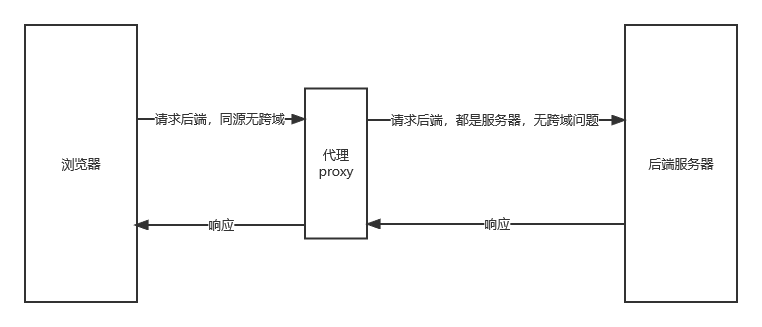 请求后端，同源无跨域
请求后端，都是服务器，无跨域问题
浏览器
代理
proxy
后端服务器
响应
响应